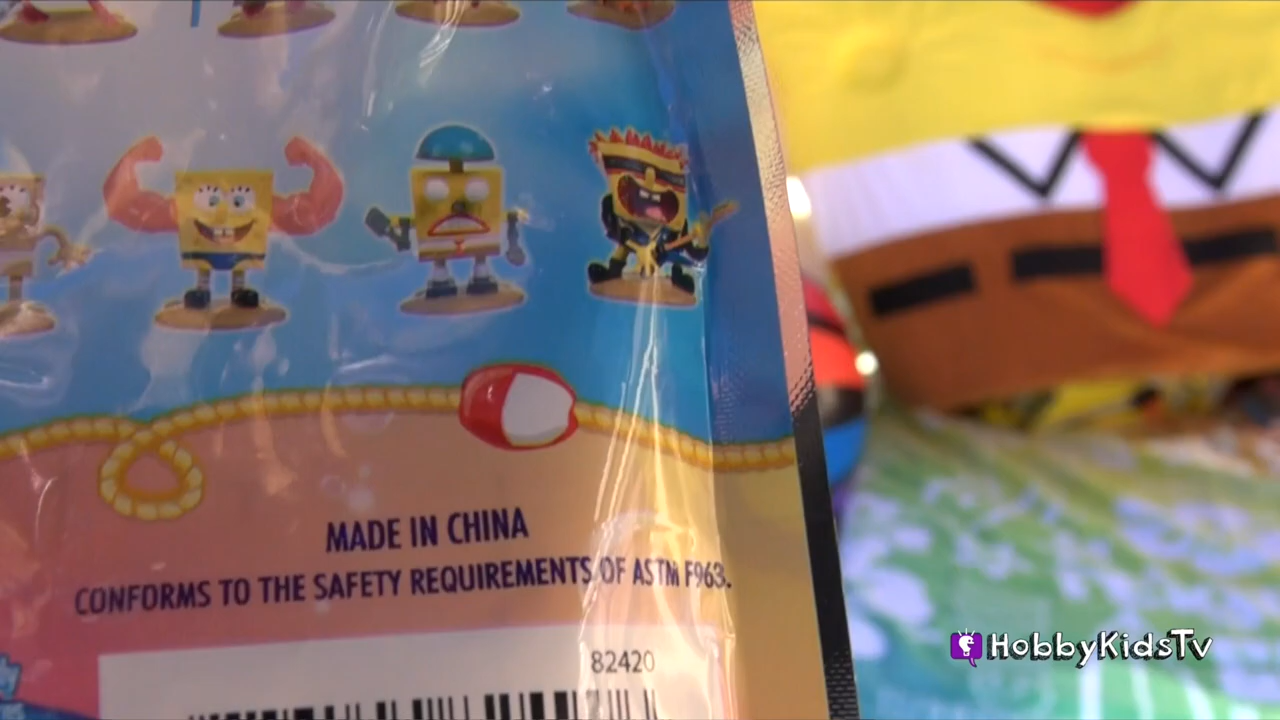 MADE IN CHINA
CONFORMS TO THE SAFETY REQUIREMENTS OF ASTM F963.
82420
HobbyKidsTv